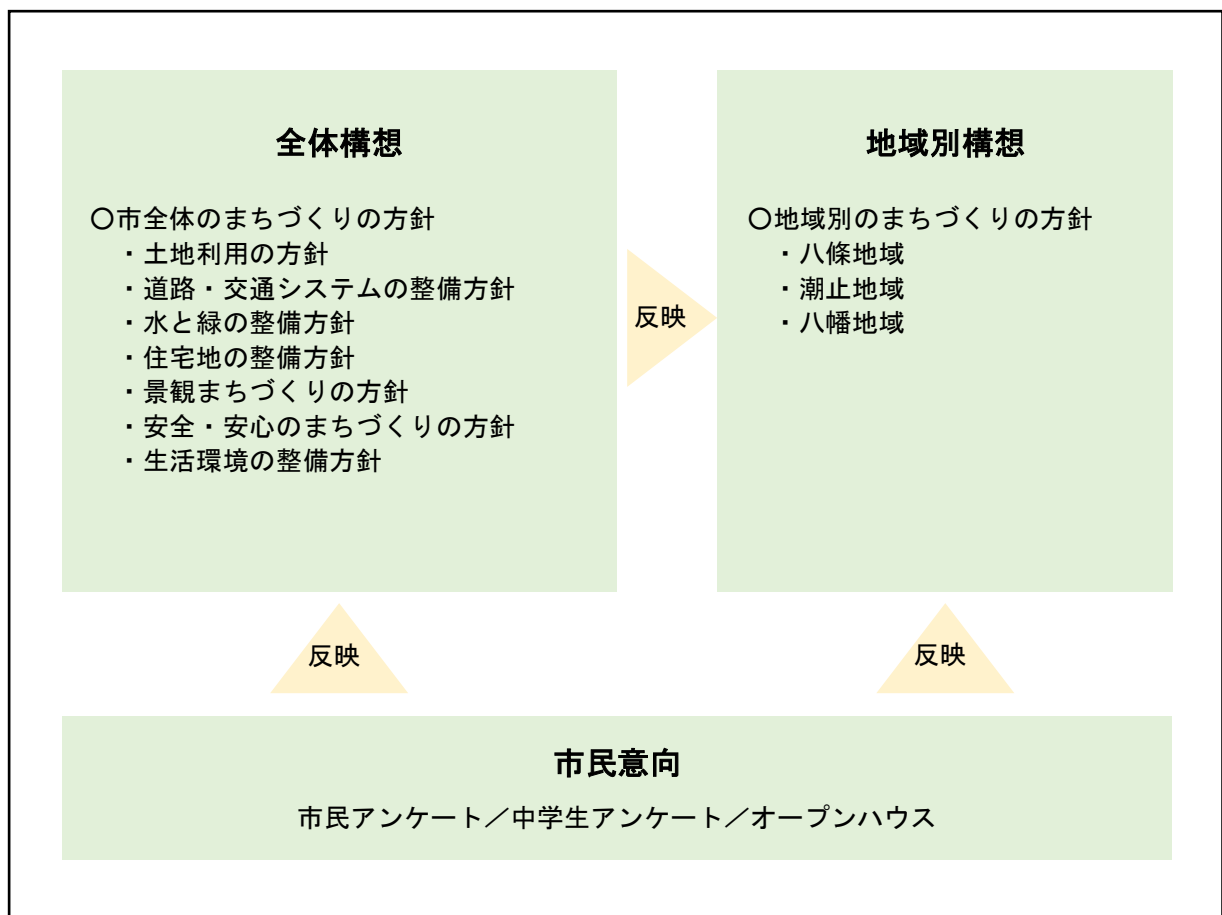 全体構想
〇市全体のまちづくりの方針
・土地利用の方針
・道路・交通システムの整備方針
・水と緑の整備方針
・住宅地の整備方針
・景観まちづくりの方針
・安全・安心のまちづくりの方針
・生活環境の整備方針
反映
地域別構想
〇地域別のまちづくりの方針
・八條地域
・潮止地域
・八幡地域
反映
反映
市民意向
市民アンケート／中学生アンケート／オープンハウス